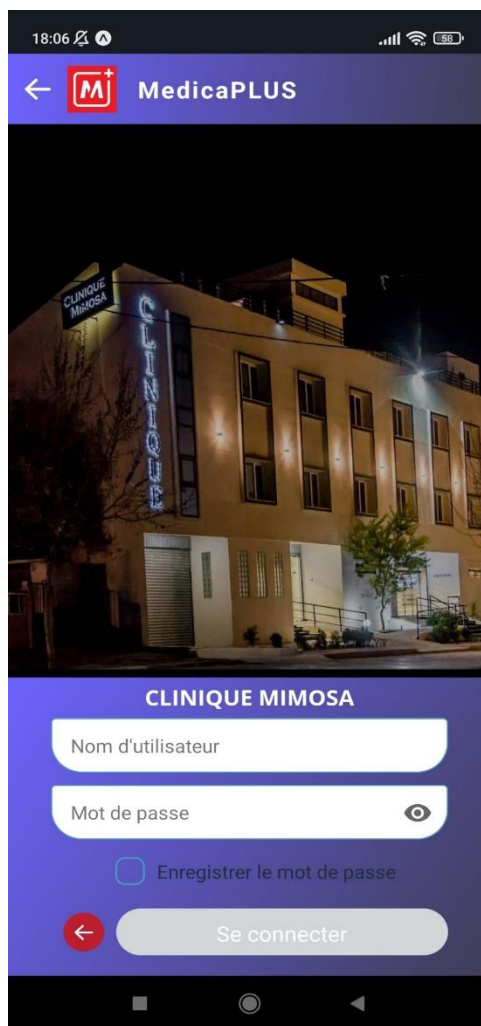 18:06
58
M+
MedicaPLUS
CLINIQUE
MIMOSA
CLINIQUE
CLINIQUE MIMOSA
Nom d'utilisateur
Mot de passe
Enregistrer le mot de passe
Se connecter